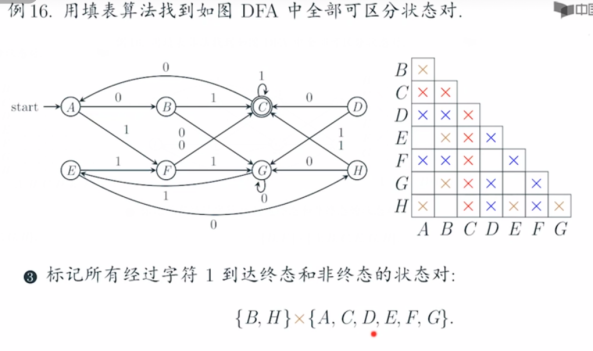 例 16. 用填表算法找到如图 DFA 中全部可区分状态对.
中国
0
1
start
A
0
B
1
C
0
D
1
0
0
1
1
E
1
F
1
G
0
H
1
0
0
B ×
C × ×
D × × ×
E × × ×
F × × × ×
G × × × ×
H × × × × × ×
A B C D E F G
❸ 标记所有经过字符 1 到达终态和非终态的状态对:
{B, H}×{A, C, D, E, F, G}.